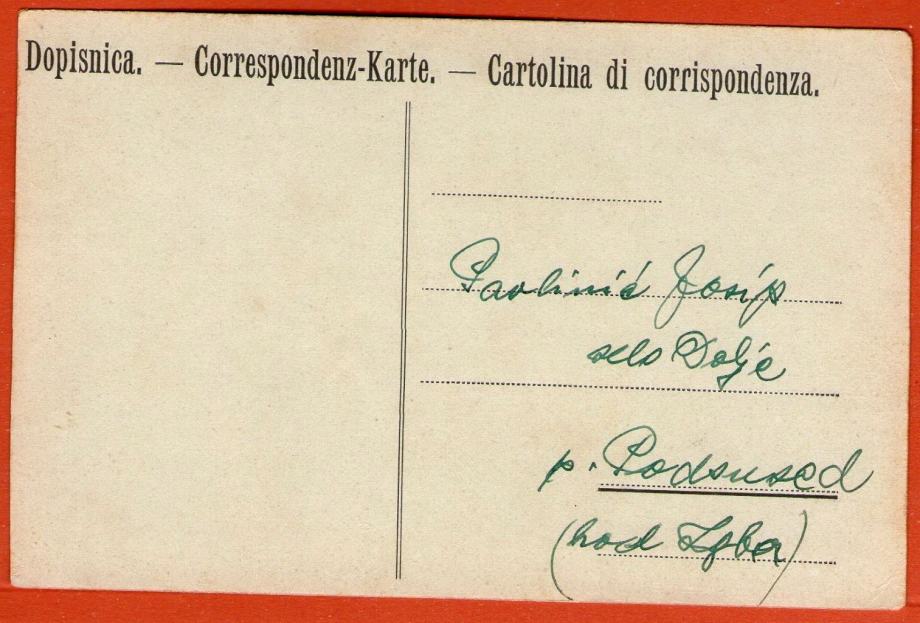 Dopisnica. — Correspondenz-Karte. — Cartolina di corrispondenza.
Pavlinić Josip
selo Dolje
p. Podsused
(kod Zgba)